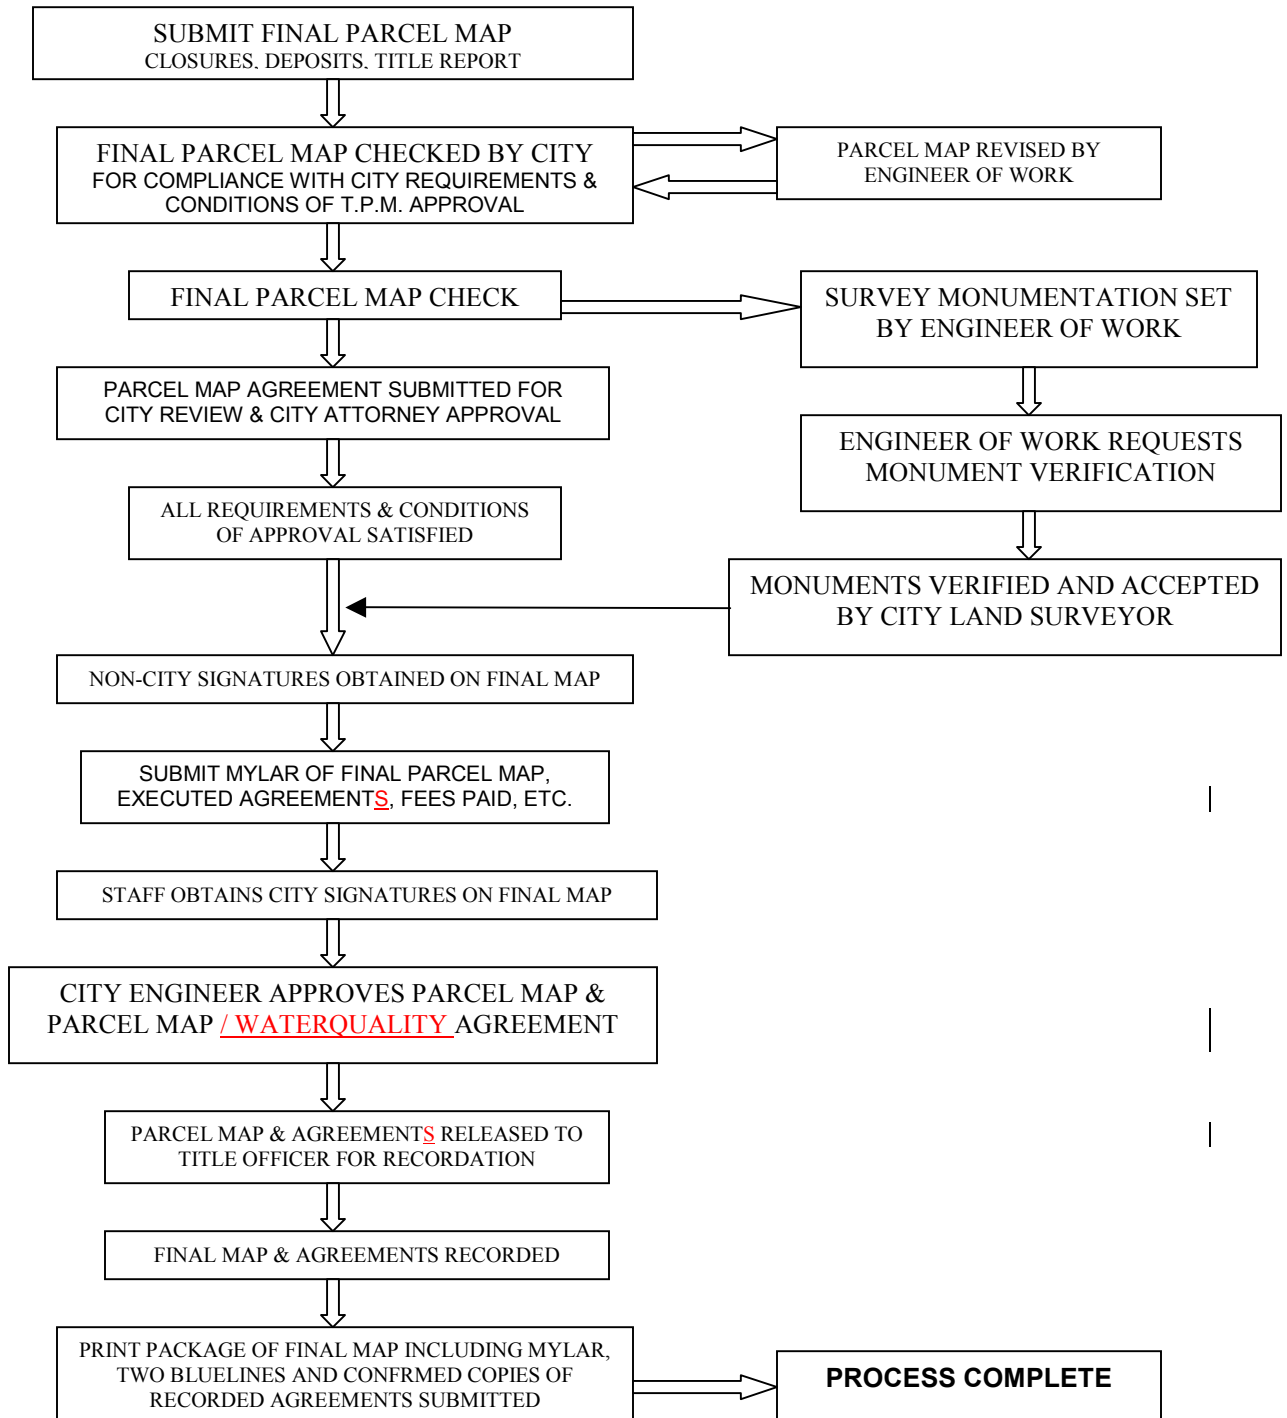 SUBMIT FINAL PARCEL MAP
CLOSURES, DEPOSITS, TITLE REPORT
FINAL PARCEL MAP CHECKED BY CITY
FOR COMPLIANCE WITH CITY REQUIREMENTS &
CONDITIONS OF T.P.M. APPROVAL
PARCEL MAP REVISED BY
ENGINEER OF WORK
FINAL PARCEL MAP CHECK
SURVEY MONUMENTATION SET
BY ENGINEER OF WORK
PARCEL MAP AGREEMENT SUBMITTED FOR
CITY REVIEW & CITY ATTORNEY APPROVAL
ENGINEER OF WORK REQUESTS
MONUMENT VERIFICATION
ALL REQUIREMENTS & CONDITIONS
OF APPROVAL SATISFIED
MONUMENTS VERIFIED AND ACCEPTED
BY CITY LAND SURVEYOR
NON-CITY SIGNATURES OBTAINED ON FINAL MAP
SUBMIT MYLAR OF FINAL PARCEL MAP,
EXECUTED AGREEMENTS, FEES PAID, ETC.
STAFF OBTAINS CITY SIGNATURES ON FINAL MAP
CITY ENGINEER APPROVES PARCEL MAP &
PARCEL MAP / WATERQUALITY AGREEMENT
PARCEL MAP & AGREEMENTS RELEASED TO
TITLE OFFICER FOR RECORDATION
FINAL MAP & AGREEMENTS RECORDED
PRINT PACKAGE OF FINAL MAP INCLUDING MYLAR,
TWO BLUELINES AND CONFRMED COPIES OF
RECORDED AGREEMENTS SUBMITTED
PROCESS COMPLETE